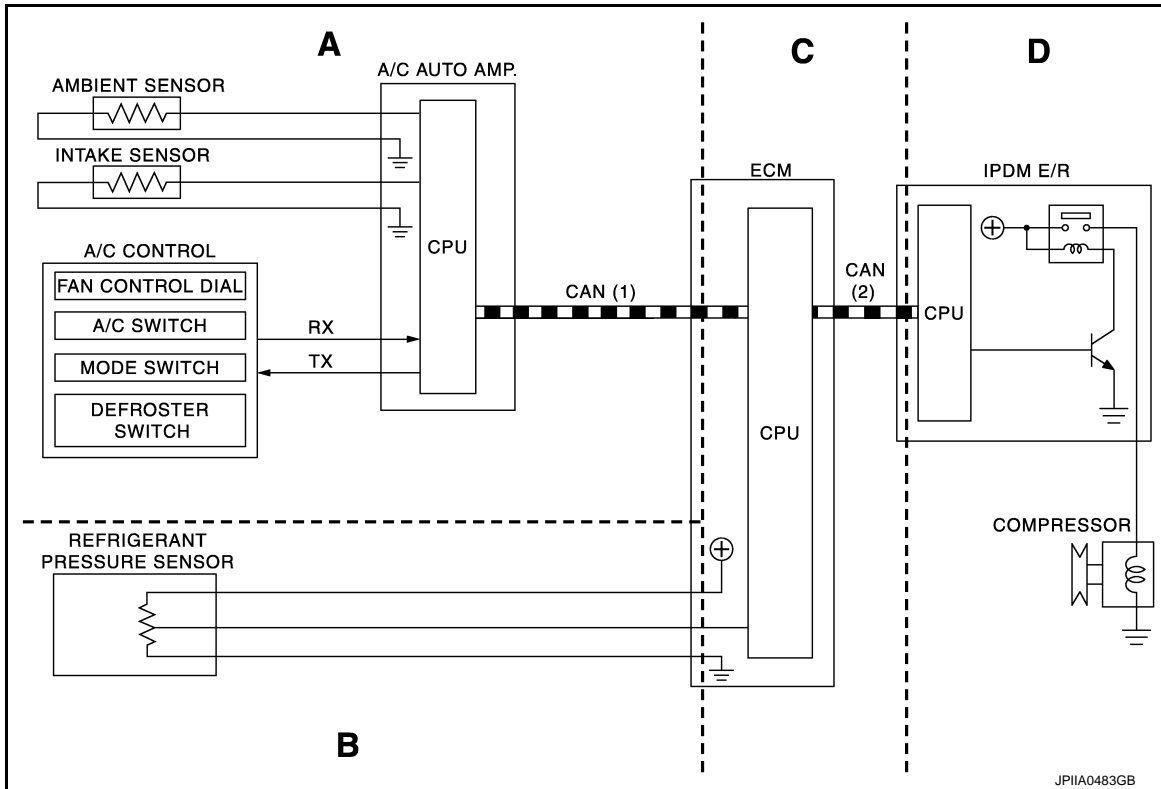 A
C
D
A/C AUTO AMP.
AMBIENT SENSOR
INTAKE SENSOR
CPU
A/C CONTROL
FAN CONTROL DIAL
A/C SWITCH
MODE SWITCH
DEFROSTER
SWITCH
RX
TX
CAN (1)
ECM
CPU
CAN
(2)
IPDM E/R
CPU
COMPRESSOR
REFRIGERANT
PRESSURE SENSOR
B
JPIIA0483GB